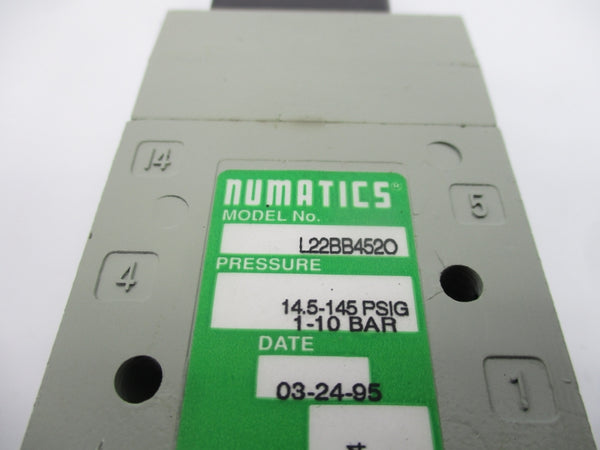 14
NUMATICS®
MODEL No.
5
L22BB452O
PRESSURE
4
14.5-145 PSIG
1-10 BAR
DATE
1
03-24-95